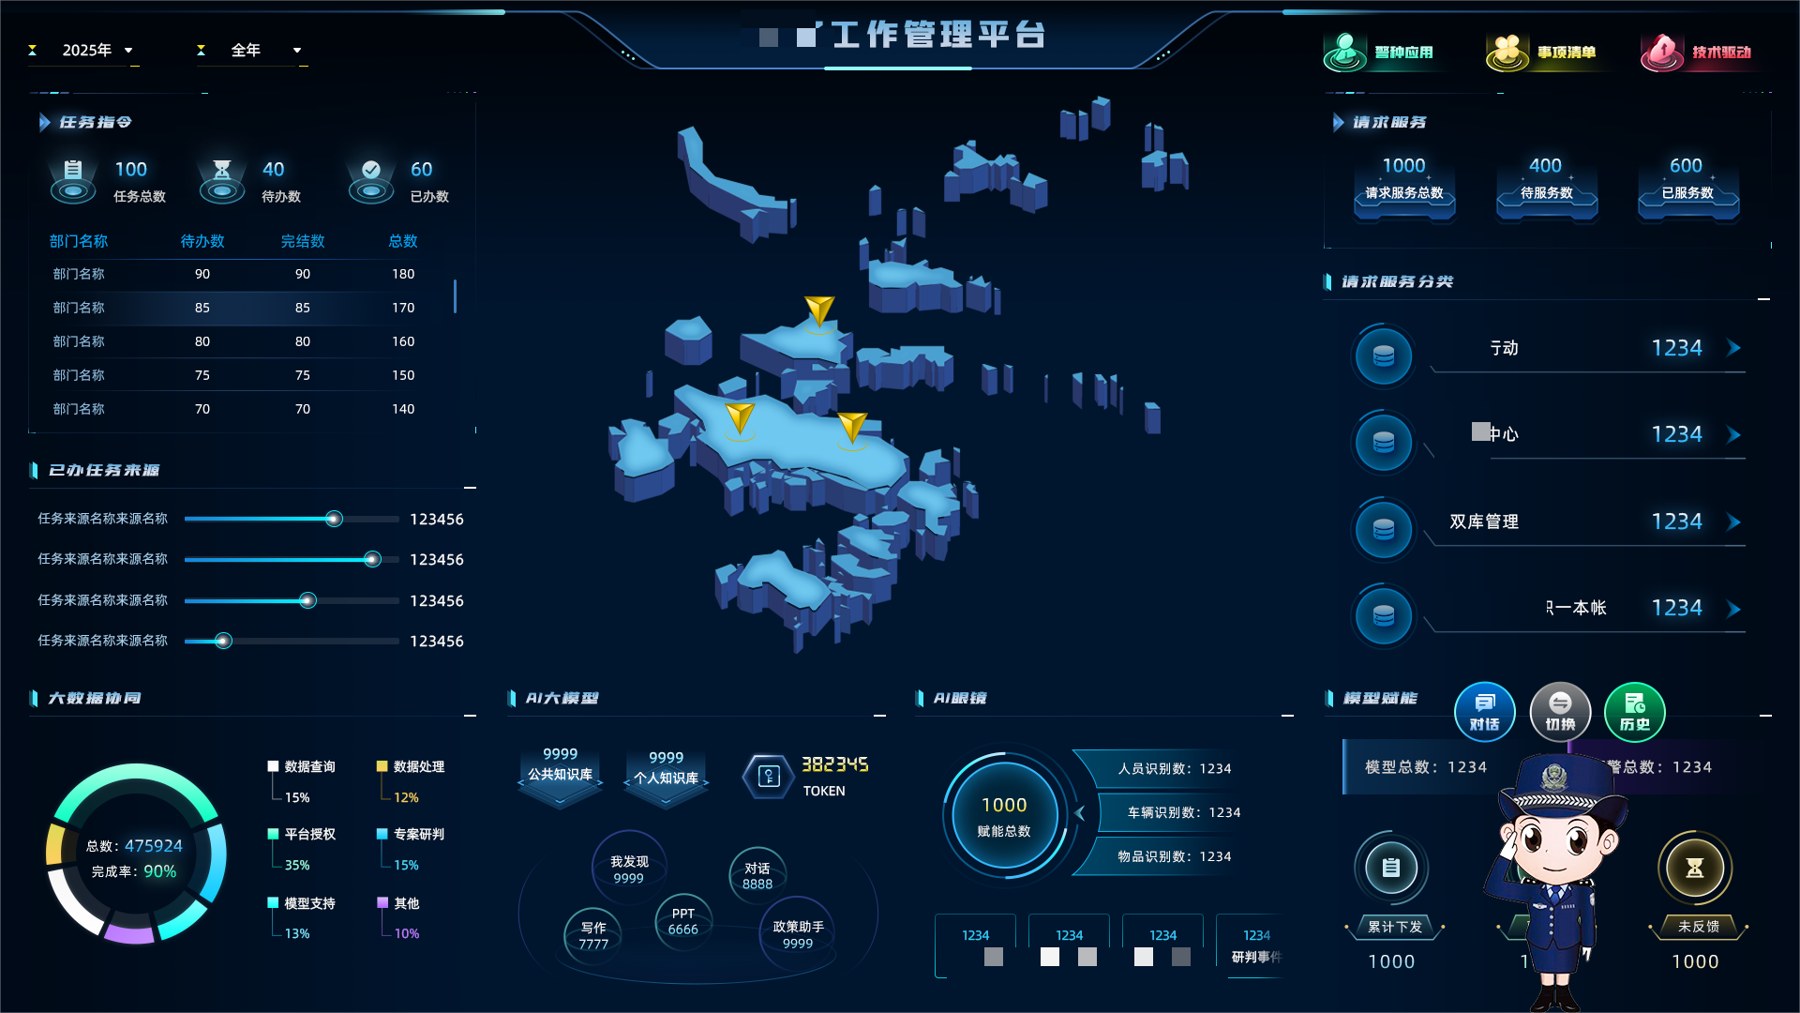 工作管理平台
2025年
全年
警种应用
事项清单
技术驱动
任务指令
100
任务总数
40
待办数
60
已办数
部门名称 待办数 完结数 总数
部门名称 90 90 180
部门名称 85 85 170
部门名称 80 80 160
部门名称 75 75 150
部门名称 70 70 140
已办任务来源
任务来源名称来源名称 123456
任务来源名称来源名称 123456
任务来源名称来源名称 123456
任务来源名称来源名称 123456
请求服务
1000
请求服务总数
400
待服务数
600
已服务数
请求服务分类
动 1234
中心 1234
双库管理 1234
一本帐 1234
大数据协同
总数: 475924
完成率: 90%
数据查询
15%
数据处理
12%
平台授权
35%
专案研判
15%
模型支持
13%
其他
10%
AI大模型
9999
公共知识库
9999
个人知识库
382345
TOKEN
我发现
9999
对话
8888
写作
7777
PPT
6666
政策助手
9999
AI眼镜
1000
赋能总数
人员识别数: 1234
车辆识别数: 1234
物品识别数: 1234
1234
1234
1234
1234
研判事件
模型赋能
对话
切换
历史
模型总数: 1234
警总数: 1234
累计下发
1000
1
未反馈
1000